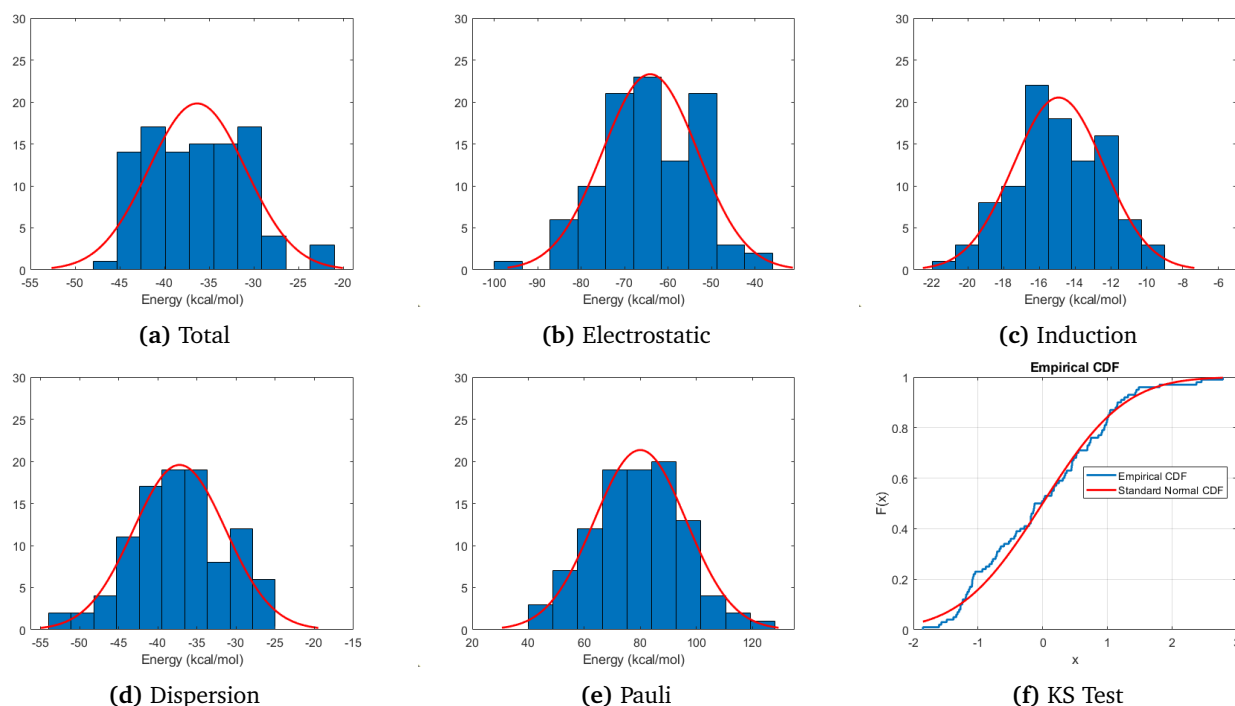 30
25
20
15
10
5
0
-55 -50 -45 -40 -35 -30 -25 -20
Energy (kcal/mol)
(a) Total
30
25
20
15
10
5
0
-100 -90 -80 -70 -60 -50 -40
Energy (kcal/mol)
(b) Electrostatic
30
25
20
15
10
5
0
-22 -20 -18 -16 -14 -12 -10 -8 -6
Energy (kcal/mol)
(c) Induction
30
25
20
15
10
5
0
-55 -50 -45 -40 -35 -30 -25 -20 -15
Energy (kcal/mol)
(d) Dispersion
30
25
20
15
10
5
0
20 40 60 80 100 120
Energy (kcal/mol)
(e) Pauli
Empirical CDF
1
0.8
0.6
0.4
0.2
0
F(x)
Empirical CDF
Standard Normal CDF
-2 -1 0 1 2 3
x
(f) KS Test